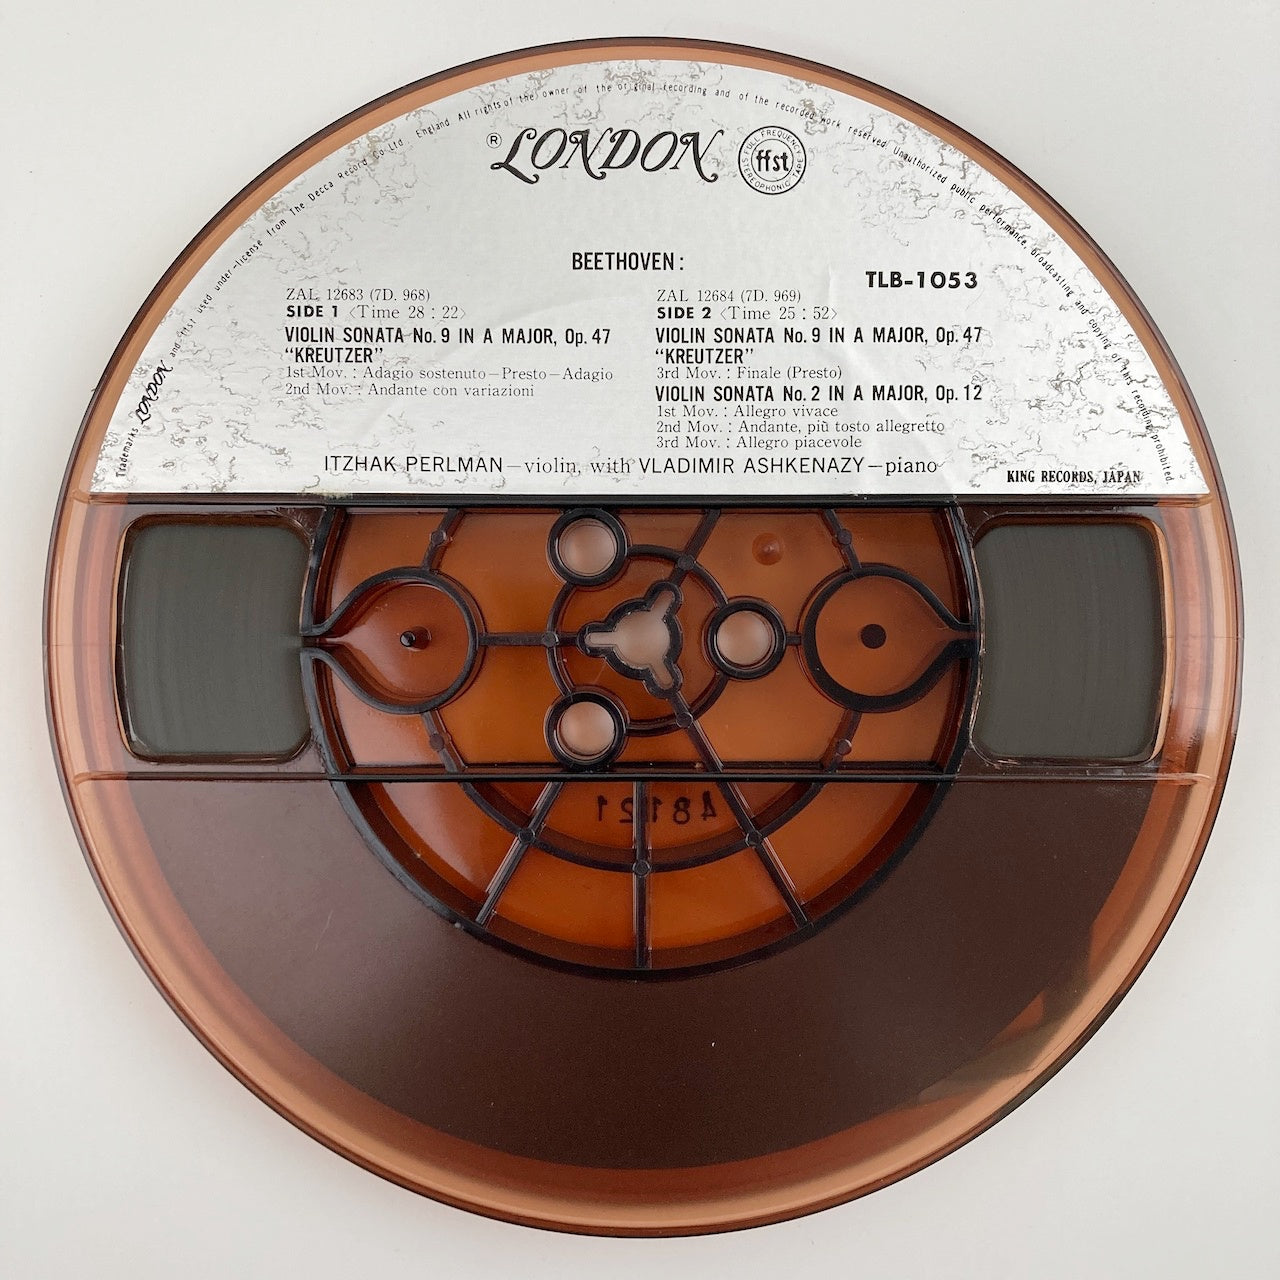 Trademarks LONDON and ffst used under-license from The Decca Record Co Ltd., England All rights of the owner of the original recording and of the recorded work reserved Unauthorized public performance, broadcasting and copying of this recording prohibited.
® LONDON
FULL FREQUENCY STEREOPHONIC TAPE
ffst
BEETHOVEN:
TLB-1053
ZAL 12683 (7D. 968)
SIDE 1 〈Time 28 : 22〉
VIOLIN SONATA No. 9 IN A MAJOR, Op. 47
“KREUTZER”
1st Mov. : Adagio sostenuto—Presto—Adagio
2nd Mov. : Andante con variazioni
ZAL 12684 (7D. 969)
SIDE 2 〈Time 25 : 52〉
VIOLIN SONATA No. 9 IN A MAJOR, Op. 47
“KREUTZER”
3rd Mov. : Finale (Presto)
VIOLIN SONATA No. 2 IN A MAJOR, Op. 12
1st Mov. : Allegro vivace
2nd Mov. : Andante, più tosto allegretto
3rd Mov. : Allegro piacevole
ITZHAK PERLMAN—violin, with VLADIMIR ASHKENAZY—piano
KING RECORDS, JAPAN